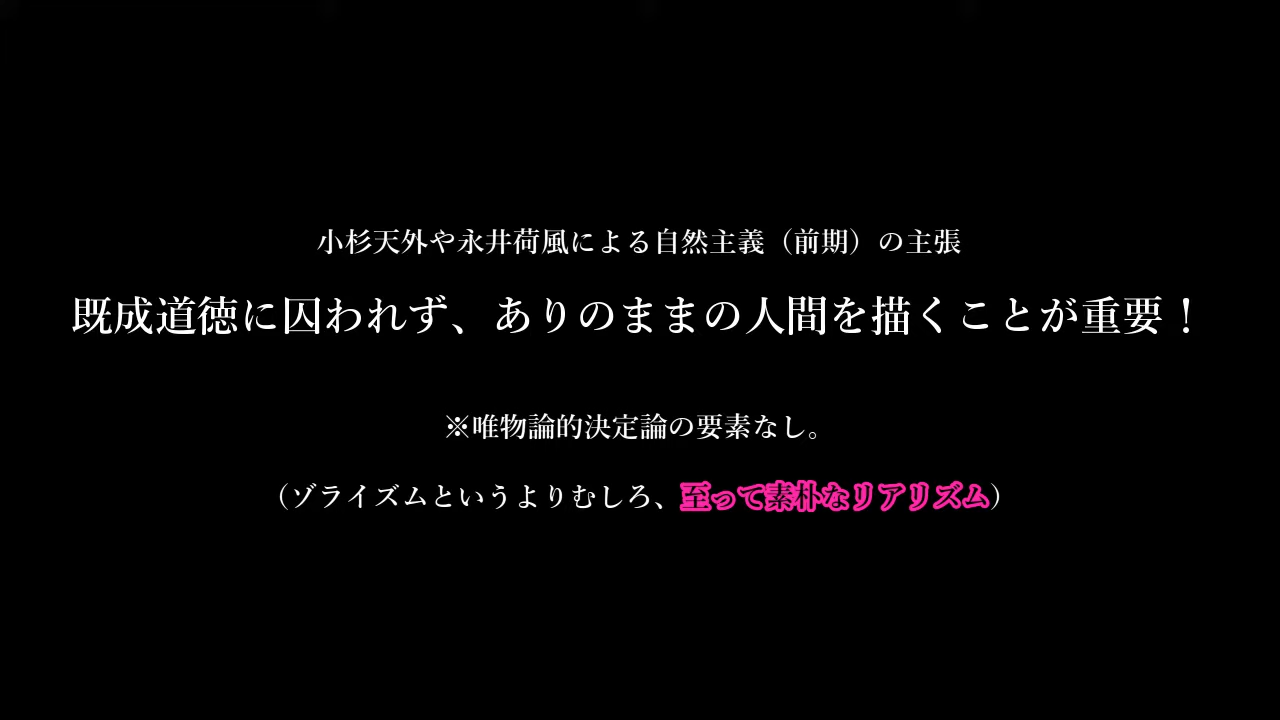 小杉天外や永井荷風による自然主義（前期）の主張
既成道徳に囚われず、ありのままの人間を描くことが重要！
※唯物論的決定論の要素なし。
（ゾライズムというよりむしろ、至って素朴なリアリズム）